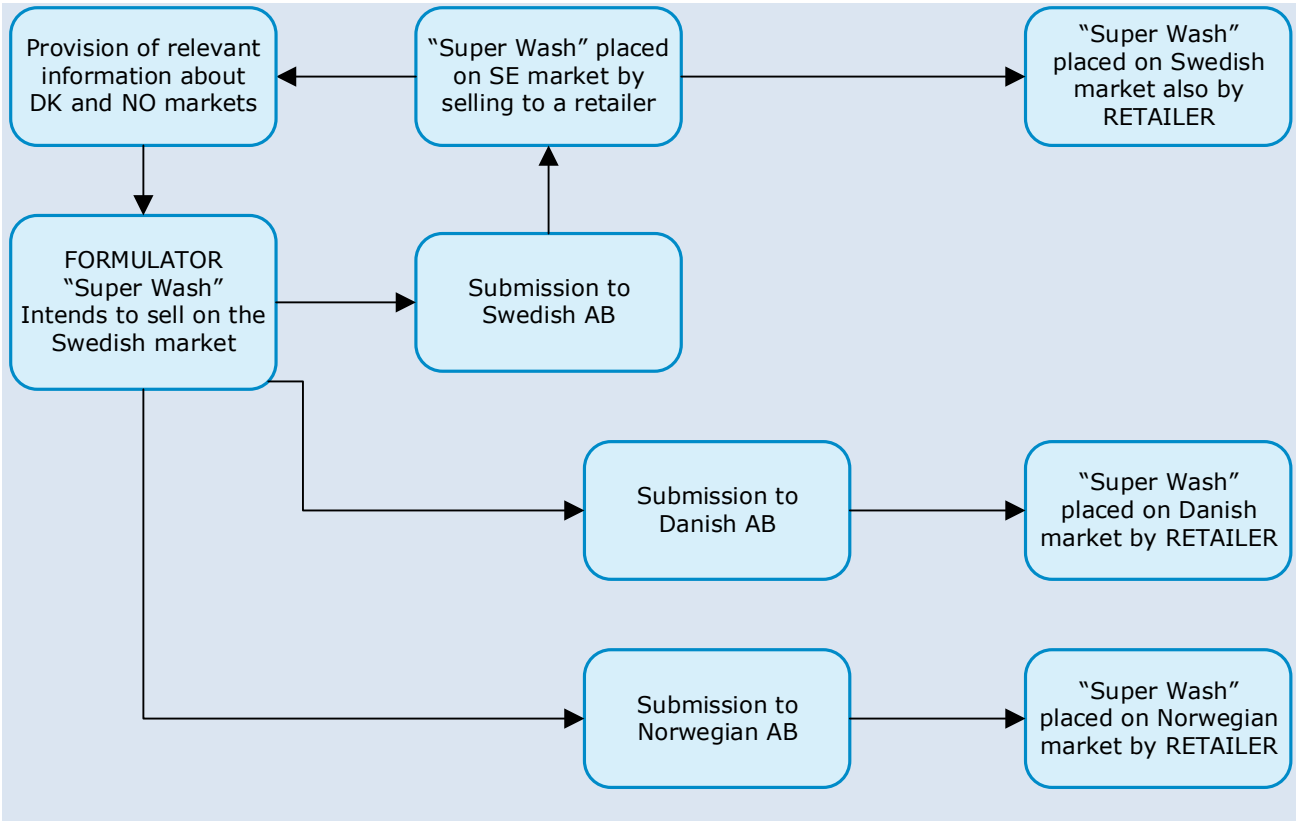 Provision of relevant
information about
DK and NO markets
“Super Wash” placed
on SE market by
selling to a retailer
“Super Wash”
placed on Swedish
market also by
RETAILER
FORMULATOR
“Super Wash”
Intends to sell on the
Swedish market
Submission to
Swedish AB
Submission to
Danish AB
“Super Wash”
placed on Danish
market by RETAILER
Submission to
Norwegian AB
“Super Wash”
placed on Norwegian
market by RETAILER